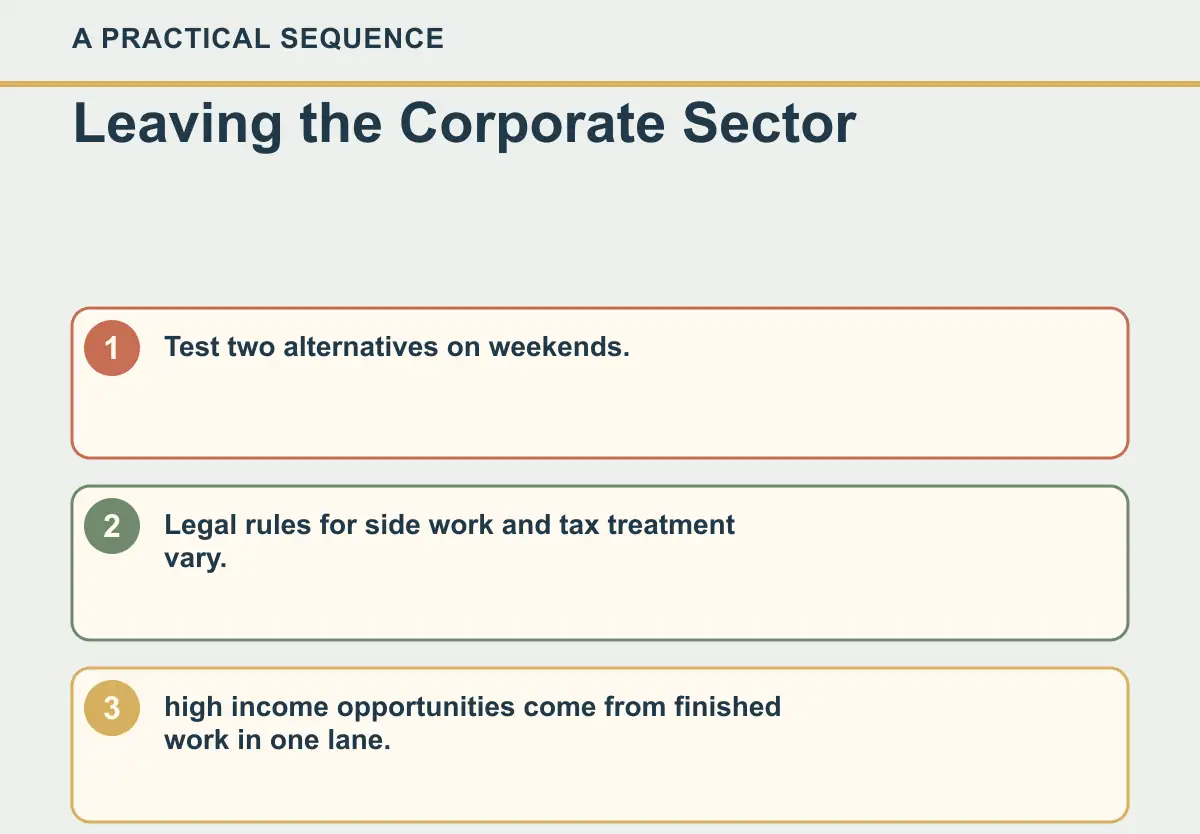 A PRACTICAL SEQUENCE
Leaving the Corporate Sector
1
Test two alternatives on weekends.
2
Legal rules for side work and tax treatment
vary.
3
high income opportunities come from finished
work in one lane.